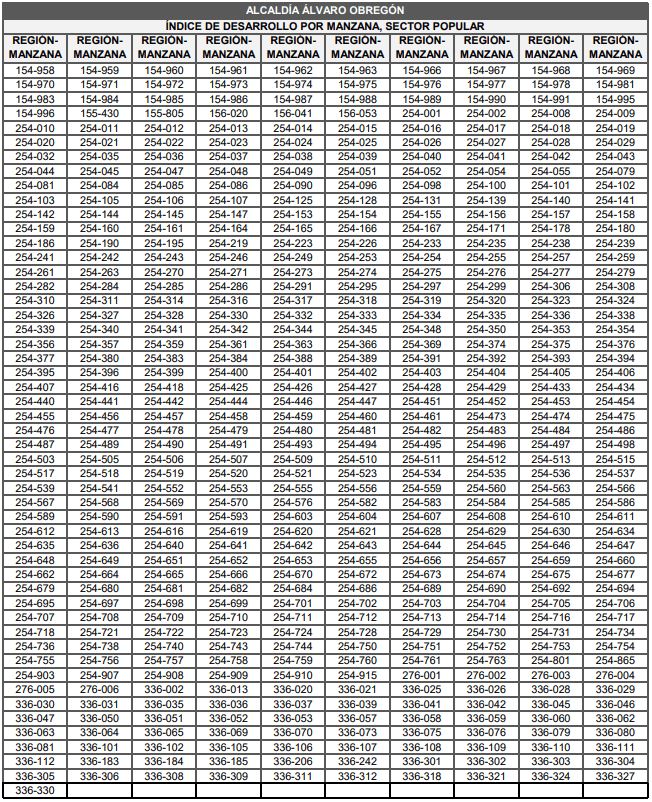 ALCALDÍA ÁLVARO OBREGÓN
ÍNDICE DE DESARROLLO POR MANZANA, SECTOR POPULAR
REGIÓN- REGIÓN- REGIÓN- REGIÓN- REGIÓN- REGIÓN- REGIÓN- REGIÓN- REGIÓN- REGIÓN-
MANZANA MANZANA MANZANA MANZANA MANZANA MANZANA MANZANA MANZANA MANZANA MANZANA
154-958 154-959 154-960 154-961 154-962 154-963 154-966 154-967 154-968 154-969
154-970 154-971 154-972 154-973 154-974 154-975 154-976 154-977 154-978 154-981
154-983 154-984 154-985 154-986 154-987 154-988 154-989 154-990 154-991 154-995
154-996 155-430 155-805 156-020 156-041 156-053 254-001 254-002 254-008 254-009
254-010 254-011 254-012 254-013 254-014 254-015 254-016 254-017 254-018 254-019
254-020 254-021 254-022 254-023 254-024 254-025 254-026 254-027 254-028 254-029
254-032 254-035 254-036 254-037 254-038 254-039 254-040 254-041 254-042 254-043
254-044 254-045 254-047 254-048 254-049 254-051 254-052 254-054 254-055 254-079
254-081 254-084 254-085 254-086 254-090 254-096 254-098 254-100 254-101 254-102
254-103 254-105 254-106 254-107 254-125 254-128 254-131 254-139 254-140 254-141
254-142 254-144 254-145 254-147 254-153 254-154 254-155 254-156 254-157 254-158
254-159 254-160 254-161 254-164 254-165 254-166 254-167 254-171 254-178 254-180
254-186 254-190 254-195 254-219 254-223 254-226 254-233 254-235 254-238 254-239
254-241 254-242 254-243 254-246 254-249 254-253 254-254 254-255 254-257 254-259
254-261 254-263 254-270 254-271 254-273 254-274 254-275 254-276 254-277 254-279
254-282 254-284 254-285 254-286 254-291 254-295 254-297 254-299 254-306 254-308
254-310 254-311 254-314 254-316 254-317 254-318 254-319 254-320 254-323 254-324
254-326 254-327 254-328 254-330 254-332 254-333 254-334 254-335 254-336 254-338
254-339 254-340 254-341 254-342 254-344 254-345 254-348 254-350 254-353 254-354
254-356 254-357 254-359 254-361 254-363 254-366 254-369 254-374 254-375 254-376
254-377 254-380 254-383 254-384 254-388 254-389 254-391 254-392 254-393 254-394
254-395 254-396 254-399 254-400 254-401 254-402 254-403 254-404 254-405 254-406
254-407 254-416 254-418 254-425 254-426 254-427 254-428 254-429 254-433 254-434
254-440 254-441 254-442 254-444 254-446 254-447 254-451 254-452 254-453 254-454
254-455 254-456 254-457 254-458 254-459 254-460 254-461 254-473 254-474 254-475
254-476 254-477 254-478 254-479 254-480 254-481 254-482 254-483 254-484 254-486
254-487 254-489 254-490 254-491 254-493 254-494 254-495 254-496 254-497 254-498
254-503 254-505 254-506 254-507 254-509 254-510 254-511 254-512 254-513 254-515
254-517 254-518 254-519 254-520 254-521 254-523 254-534 254-535 254-536 254-537
254-539 254-541 254-552 254-553 254-555 254-556 254-559 254-560 254-563 254-566
254-567 254-568 254-569 254-570 254-576 254-582 254-583 254-584 254-585 254-586
254-589 254-590 254-591 254-593 254-603 254-604 254-607 254-608 254-610 254-611
254-612 254-613 254-616 254-619 254-620 254-621 254-628 254-629 254-630 254-634
254-635 254-636 254-640 254-641 254-642 254-643 254-644 254-645 254-646 254-647
254-648 254-649 254-651 254-652 254-653 254-655 254-656 254-657 254-659 254-660
254-662 254-664 254-665 254-666 254-670 254-672 254-673 254-674 254-675 254-677
254-679 254-680 254-681 254-682 254-684 254-686 254-689 254-690 254-692 254-694
254-695 254-697 254-698 254-699 254-701 254-702 254-703 254-704 254-705 254-706
254-707 254-708 254-709 254-710 254-711 254-712 254-713 254-714 254-716 254-717
254-718 254-721 254-722 254-723 254-724 254-728 254-729 254-730 254-731 254-734
254-736 254-738 254-740 254-743 254-744 254-750 254-751 254-752 254-753 254-754
254-755 254-756 254-757 254-758 254-759 254-760 254-761 254-763 254-801 254-865
254-903 254-907 254-908 254-909 254-910 254-915 276-001 276-002 276-003 276-004
276-005 276-006 336-002 336-013 336-020 336-021 336-025 336-026 336-028 336-029
336-030 336-031 336-035 336-036 336-037 336-039 336-041 336-042 336-045 336-046
336-047 336-050 336-051 336-052 336-053 336-056 336-058 336-059 336-060 336-062
336-063 336-064 336-065 336-069 336-070 336-073 336-075 336-076 336-079 336-080
336-081 336-101 336-102 336-105 336-106 336-107 336-108 336-109 336-110 336-111
336-112 336-183 336-184 336-185 336-206 336-242 336-301 336-302 336-303 336-304
336-305 336-306 336-308 336-309 336-311 336-312 336-318 336-321 336-324 336-327
336-330